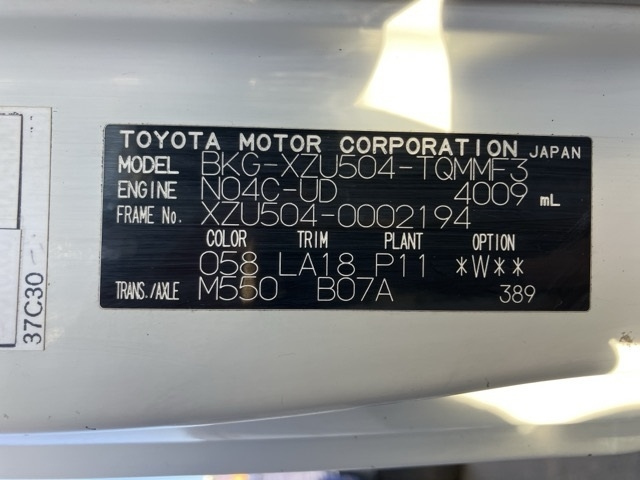 TOYOTA MOTOR CORPORATION JAPAN
MODEL BKG-XZU504-TQMMF3
ENGINE N04C-UD 4009 mL
FRAME No. XZU504-0002194
COLOR TRIM PLANT OPTION
058 LA18 P11 *W**
TRANS./AXLE M550 B07A 389
37C30